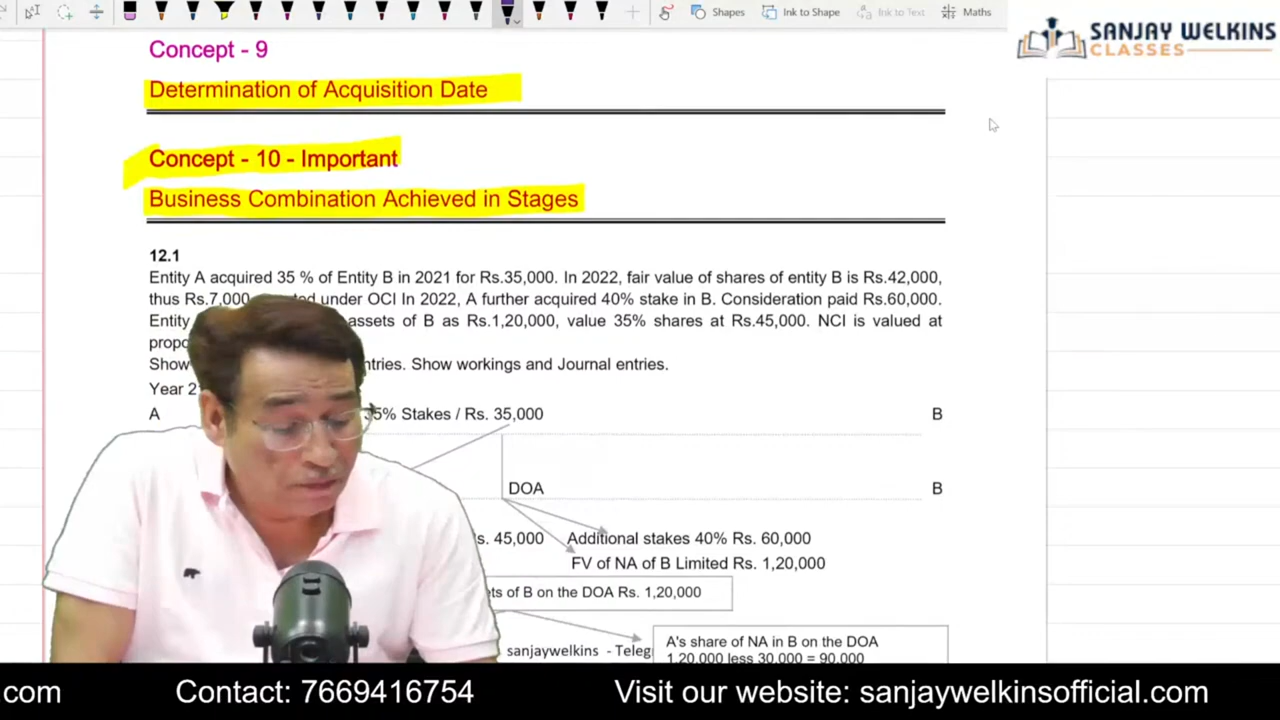 Shapes
Ink to Shape
Ink to Text
Maths
SANJAY WELKINS
CLASSES
Concept - 9
Determination of Acquisition Date
Concept - 10 - Important
Business Combination Achieved in Stages
12.1
Entity A acquired 35 % of Entity B in 2021 for Rs.35,000. In 2022, fair value of shares of entity B is Rs.42,000,
thus Rs.7,000 under OCI In 2022, A further acquired 40% stake in B. Consideration paid Rs.60,000.
Entity assets of B as Rs.1,20,000, value 35% shares at Rs.45,000. NCI is valued at
Show Show workings and Journal entries.
Year
A 35% Stakes / Rs. 35,000 B
DOA B
45,000 Additional stakes 40% Rs. 60,000
FV of NA of B Limited Rs. 1,20,000
of B on the DOA Rs. 1,20,000
sanjaywelkins -
A's share of NA in B on the DOA
1,20,000 less 30,000 = 90,000
.com Contact: 7669416754 Visit our website: sanjaywelkinsofficial.com